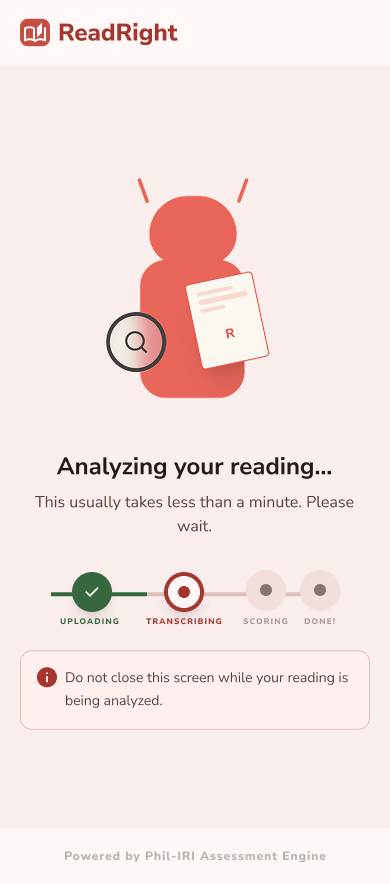 ReadRight
R
Analyzing your reading...
This usually takes less than a minute. Please
wait.
UPLOADING TRANSCRIBING SCORING DONE!
Do not close this screen while your reading is
being analyzed.
Powered by Phil-IRI Assessment Engine